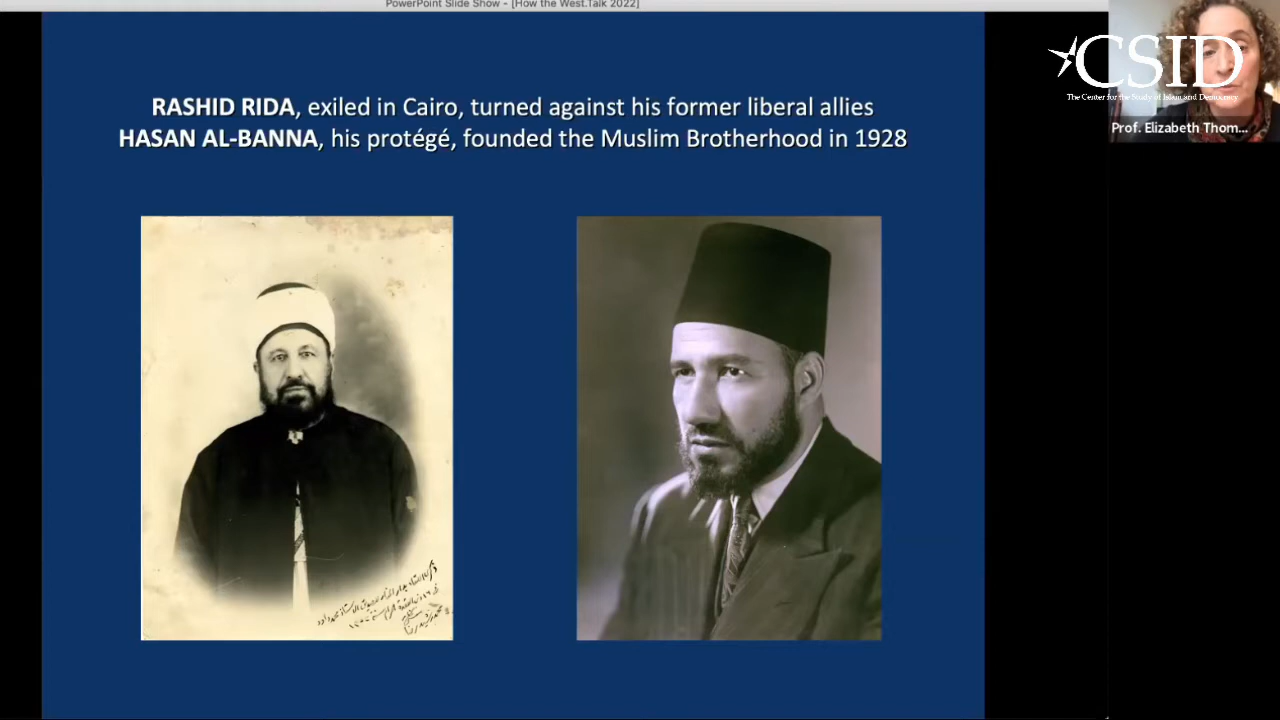 PowerPoint Slide Show - [How the West.Talk 2022]
CSID
The Center for the Study of Islam and Democracy
Prof. Elizabeth Thom...
RASHID RIDA, exiled in Cairo, turned against his former liberal allies
HASAN AL-BANNA, his protégé, founded the Muslim Brotherhood in 1928